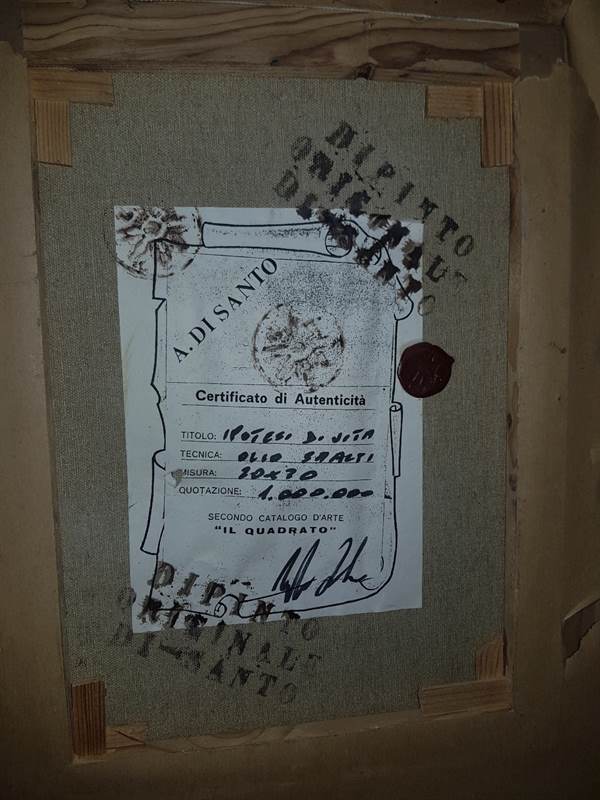 DIPINTO
ORIGINALE
DI SANTO
A. DI SANTO
Certificato di Autenticità
TITOLO: IPOTESI DI VITA
TECNICA: OLIO SMALTI
MISURA: 20x30
QUOTAZIONE: 1.000.000
SECONDO CATALOGO D'ARTE
"IL QUADRATO"
DIPINTO
ORIGINALE
DI SANTO